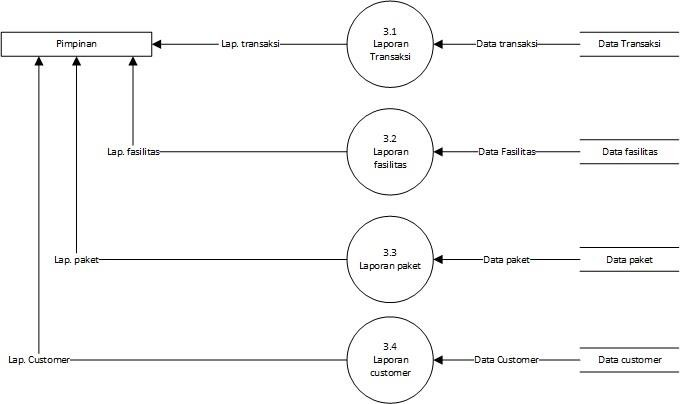 3.1
Laporan
Transaksi
Pimpinan
Lap. transaksi
Data transaksi
Data Transaksi
3.2
Laporan
fasilitas
Lap. fasilitas
Data Fasilitas
Data fasilitas
3.3
Laporan paket
Lap. paket
Data paket
Data paket
3.4
Laporan
customer
Lap. Customer
Data Customer
Data customer